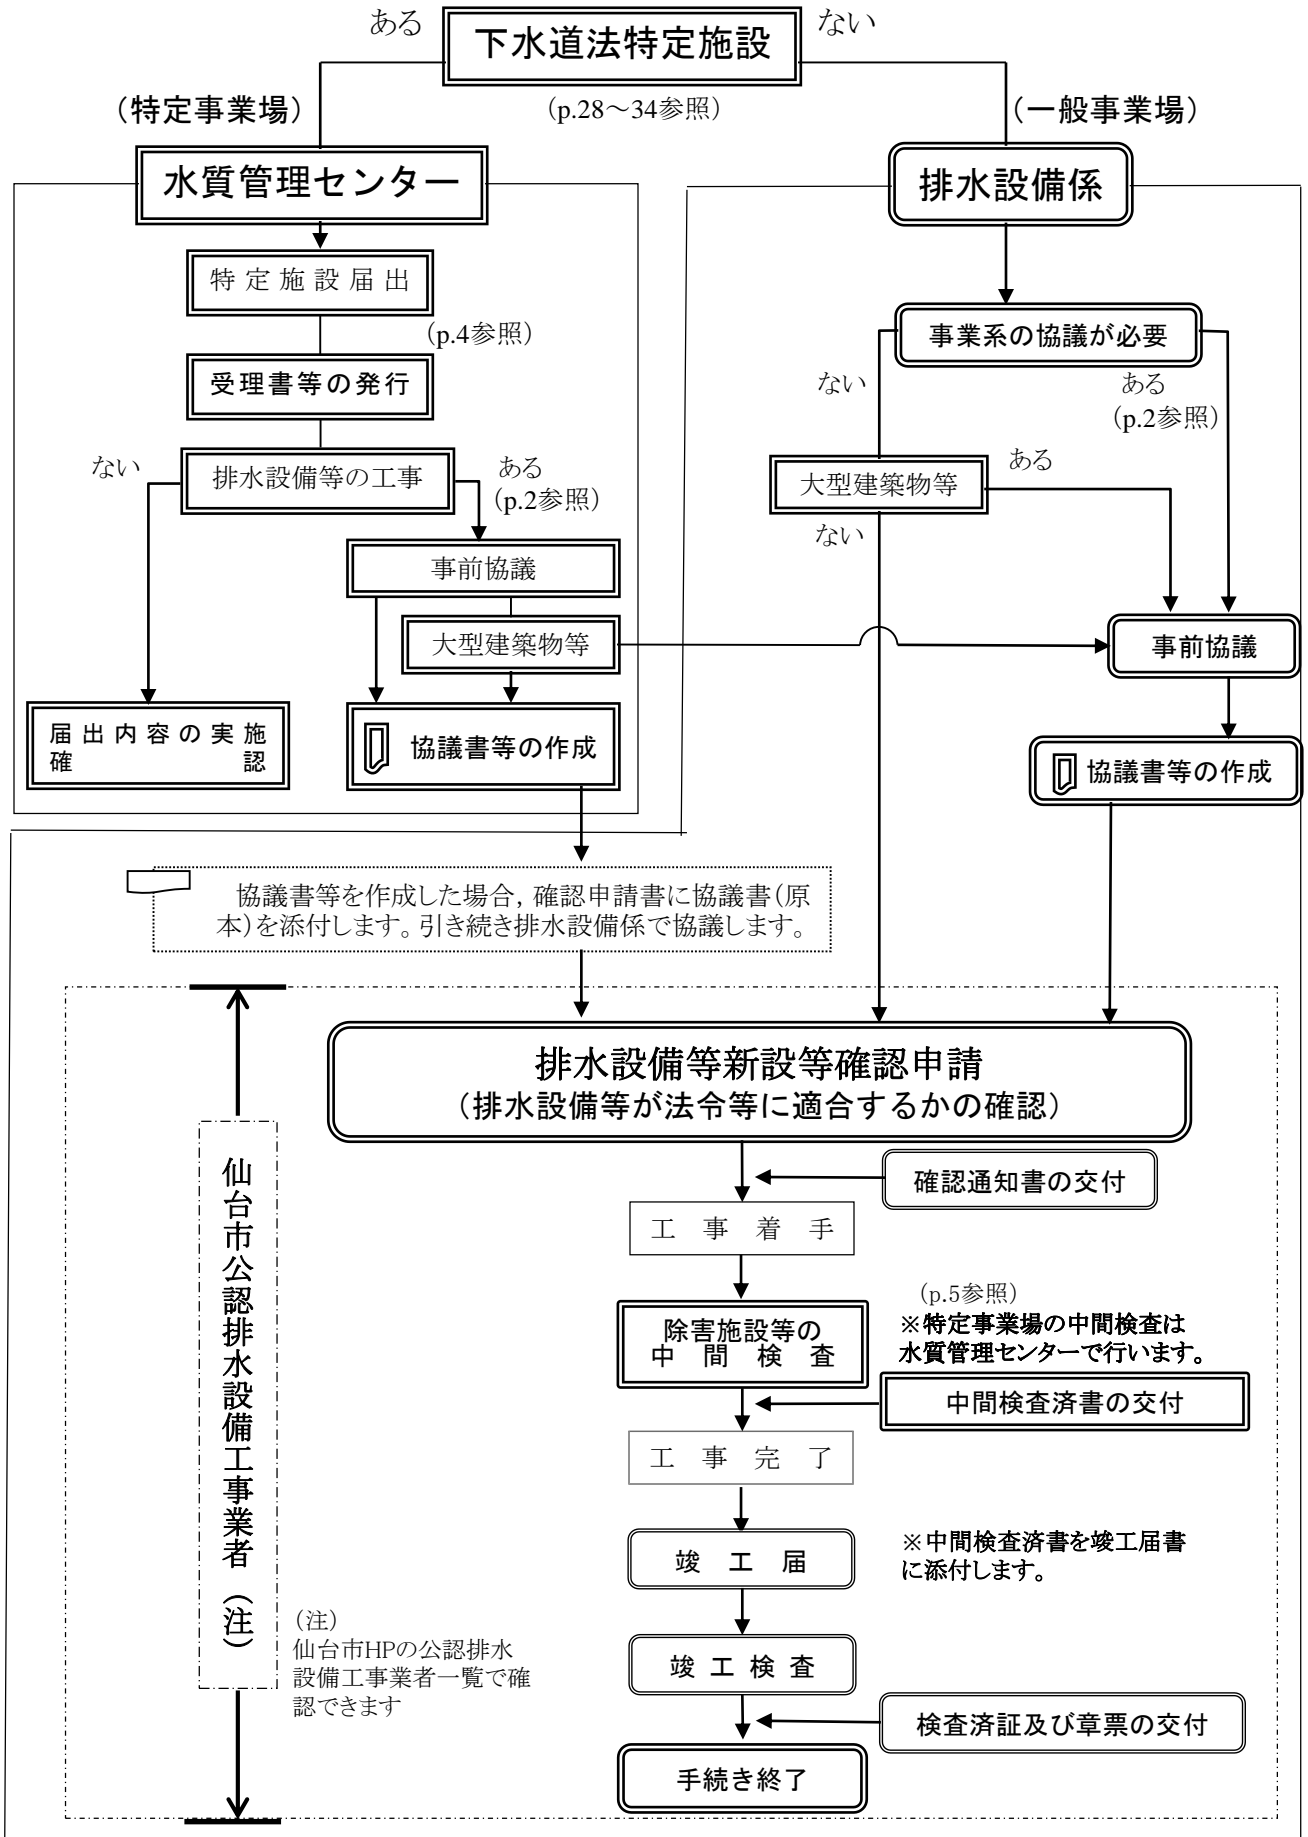 ある
下水道法特定施設
ない
（特定事業場）
(p.28～34参照）
（一般事業場）
水質管理センター
排水設備係
特定施設届出
(p.4参照）
受理書等の発行
ない
排水設備等の工事
ある
(p.2参照）
事前協議
大型建築物等
届出内容の実施
確認
協議書等の作成
事業系の協議が必要
ない
ある
(p.2参照）
大型建築物等
ある
ない
事前協議
協議書等の作成
協議書等を作成した場合，確認申請書に協議書（原
本）を添付します。引き続き排水設備係で協議します。
排水設備等新設等確認申請
（排水設備等が法令等に適合するかの確認）
確認通知書の交付
工事着手
(p.5参照）
除害施設等の
中間検査
※特定事業場の中間検査は
水質管理センターで行います。
中間検査済書の交付
工事完了
竣工届
※中間検査済書を竣工届書
に添付します。
竣工検査
検査済証及び章票の交付
手続き終了
仙台市公認排水設備工事業者（注）
（注）
仙台市HPの公認排水
設備工事業者一覧で確
認できます